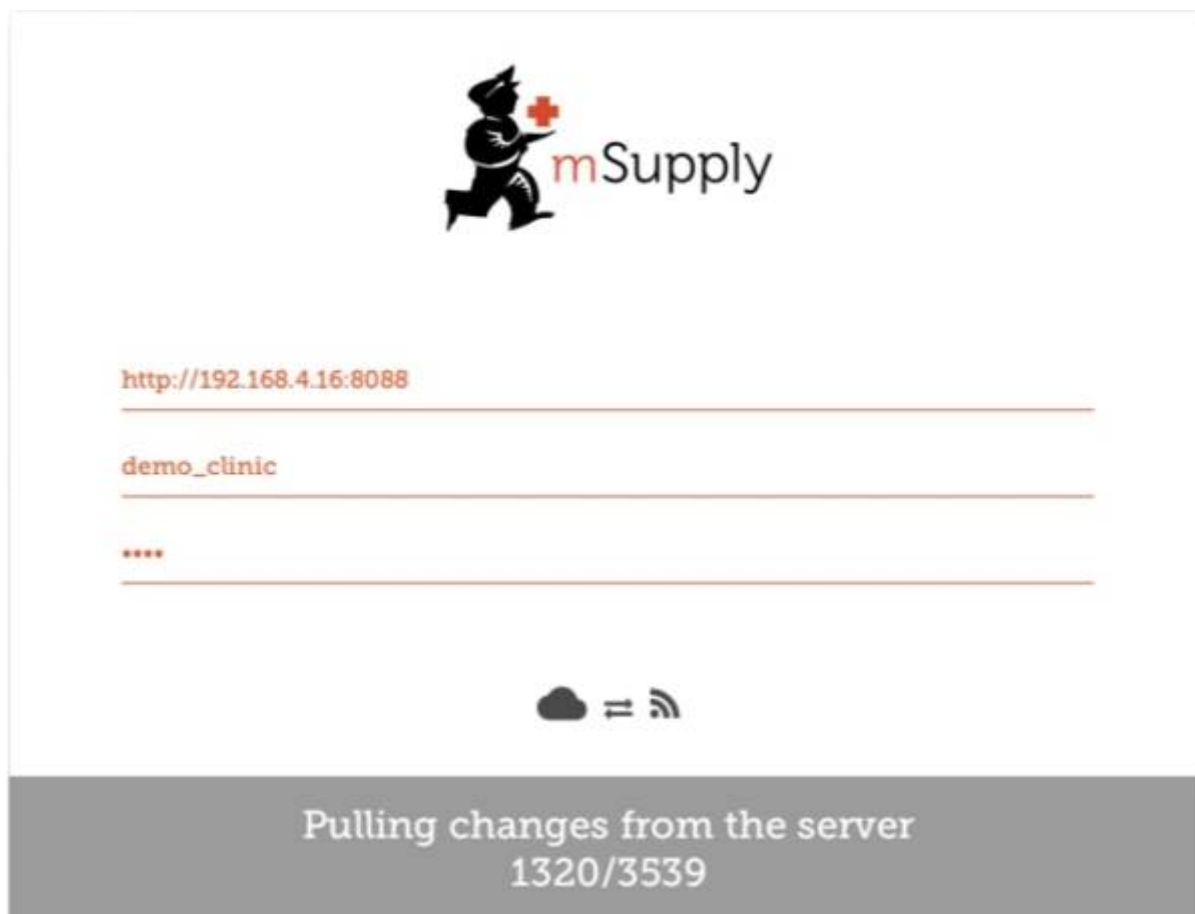 mSupply
http://192.168.4.16:8088
demo_clinic
••••
Pulling changes from the server
1320/3539